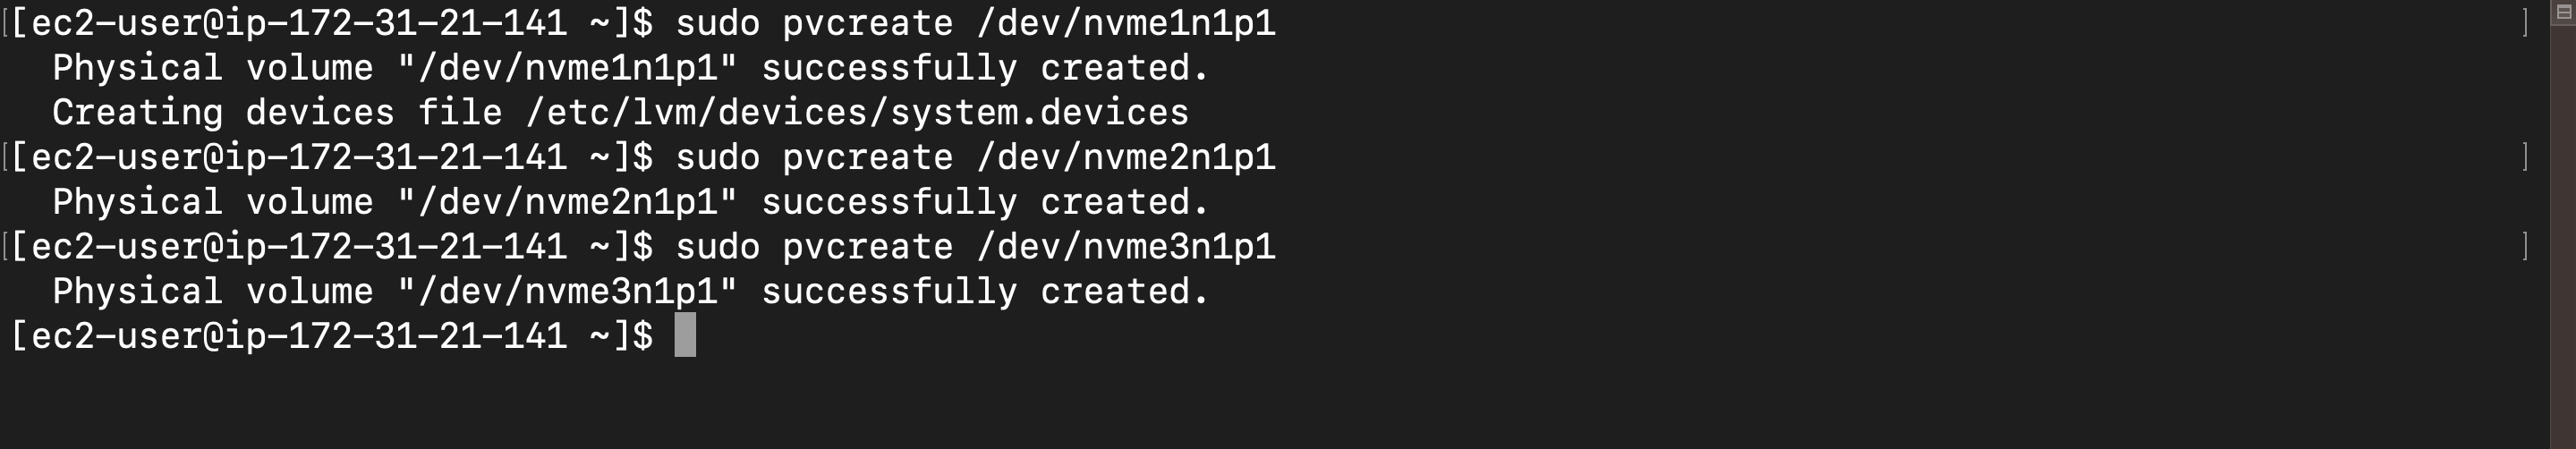 [ec2-user@ip-172-31-21-141 ~]$ sudo pvcreate /dev/nvme1n1p1
  Physical volume "/dev/nvme1n1p1" successfully created.
  Creating devices file /etc/lvm/devices/system.devices
[ec2-user@ip-172-31-21-141 ~]$ sudo pvcreate /dev/nvme2n1p1
  Physical volume "/dev/nvme2n1p1" successfully created.
[ec2-user@ip-172-31-21-141 ~]$ sudo pvcreate /dev/nvme3n1p1
  Physical volume "/dev/nvme3n1p1" successfully created.
[ec2-user@ip-172-31-21-141 ~]$